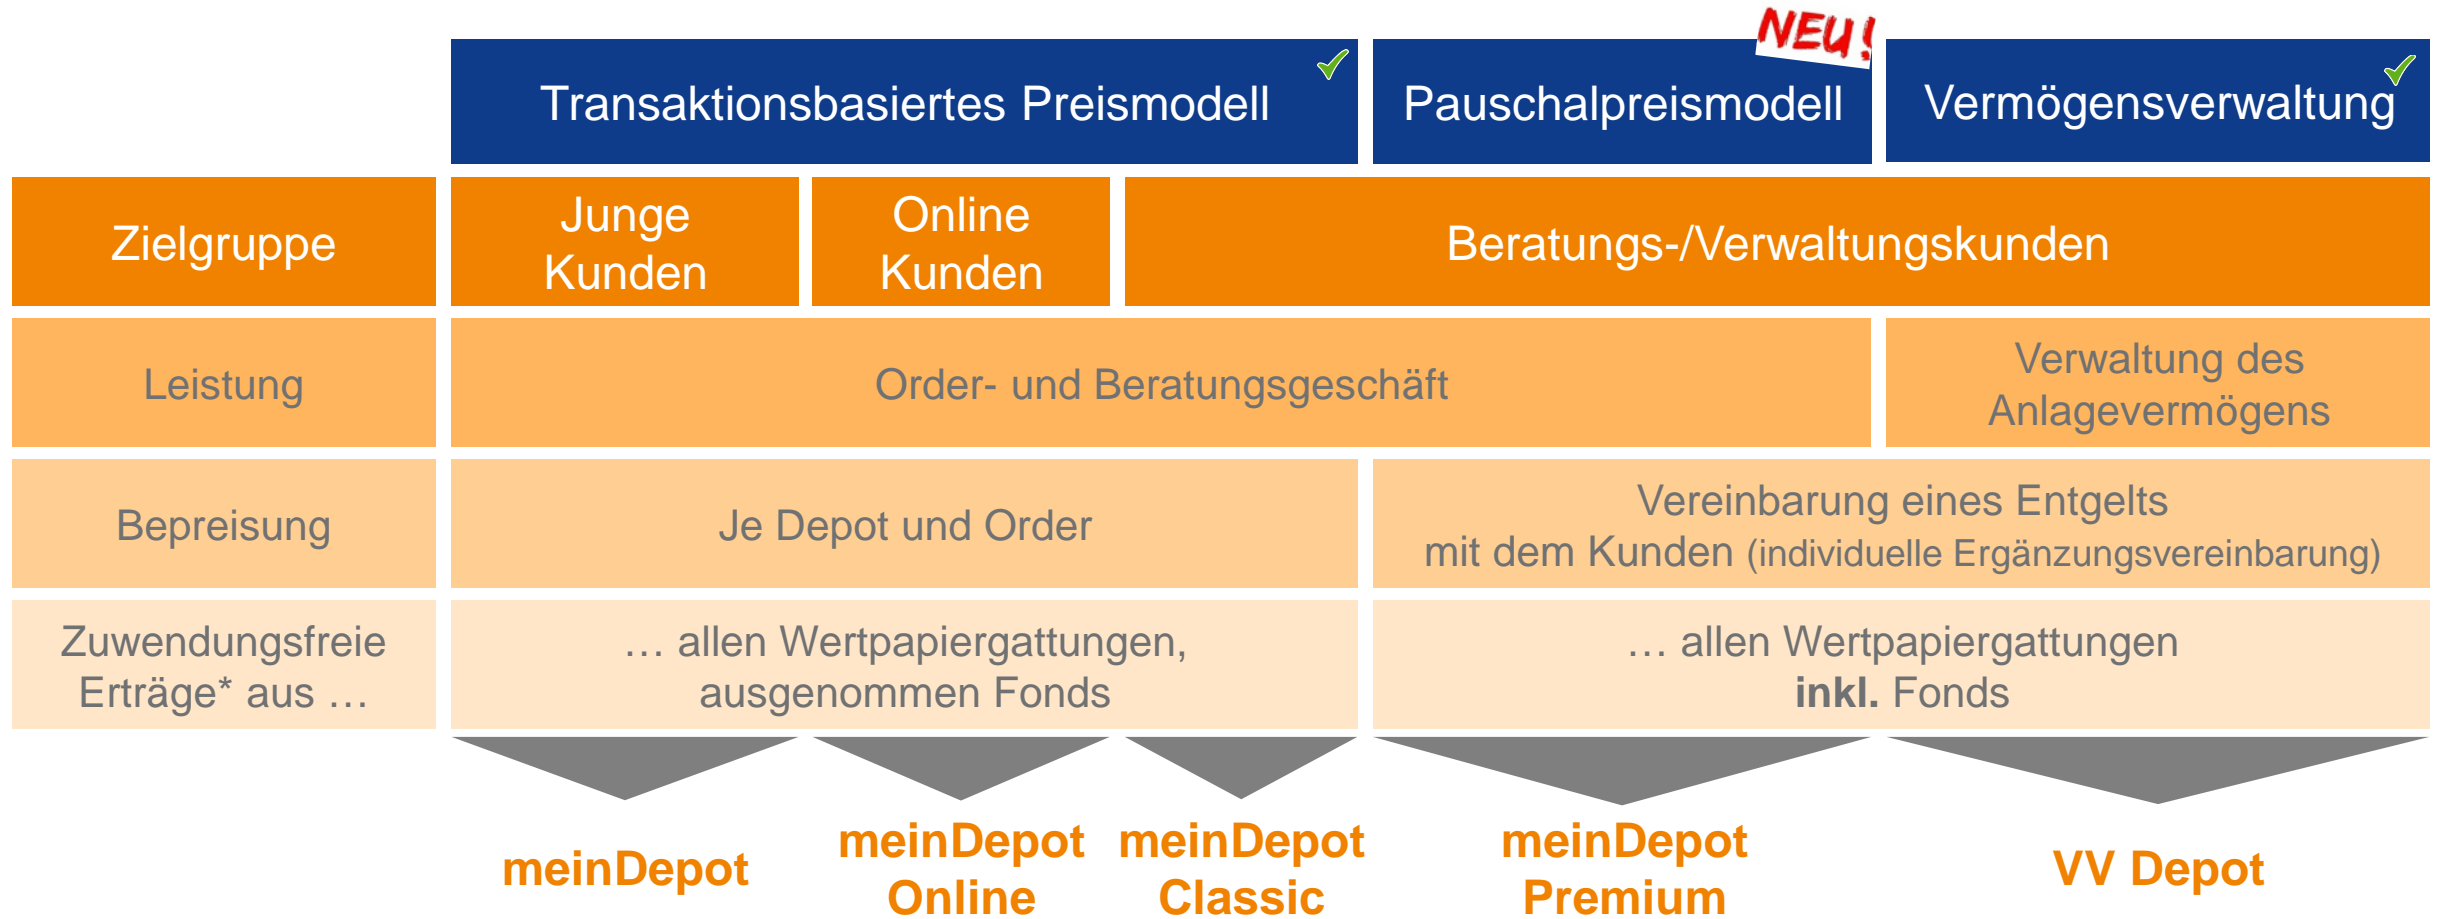 NEU!
Transaktionsbasiertes Preismodell
Pauschalpreismodell
Vermögensverwaltung
Zielgruppe
Junge
Kunden
Online
Kunden
Beratungs-/Verwaltungskunden
Leistung
Order- und Beratungsgeschäft
Verwaltung des
Anlagevermögens
Bepreisung
Je Depot und Order
Vereinbarung eines Entgelts
mit dem Kunden (individuelle Ergänzungsvereinbarung)
Zuwendungsfreie
Erträge* aus …
… allen Wertpapiergattungen,
ausgenommen Fonds
… allen Wertpapiergattungen
inkl. Fonds
meinDepot
meinDepot
Online
meinDepot
Classic
meinDepot
Premium
VV Depot